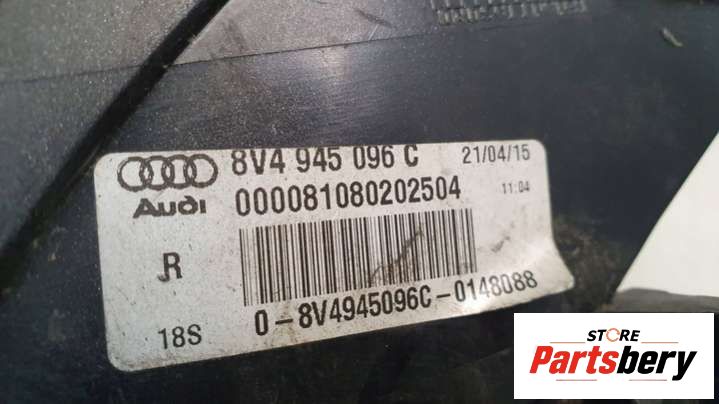 8V4 945 096 C 21/04/15
Audi 000081080202504 11:04
R
18S 0-8V4945096C-0148088
STORE
Partsbery